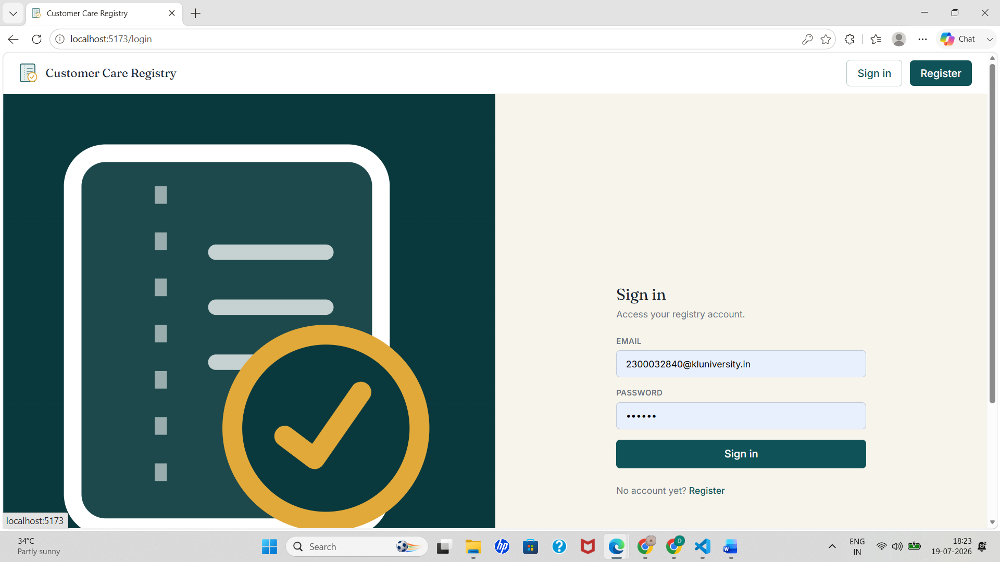 Customer Care Registry
localhost:5173/login
Chat
Customer Care Registry
Sign in
Register
Sign in
Access your registry account.
EMAIL
2300032840@kluniversity.in
PASSWORD
••••••
Sign in
No account yet? Register
localhost:5173
34°C
Partly sunny
Search
hp
?
D
W
ENG
IN
18:23
19-07-2026